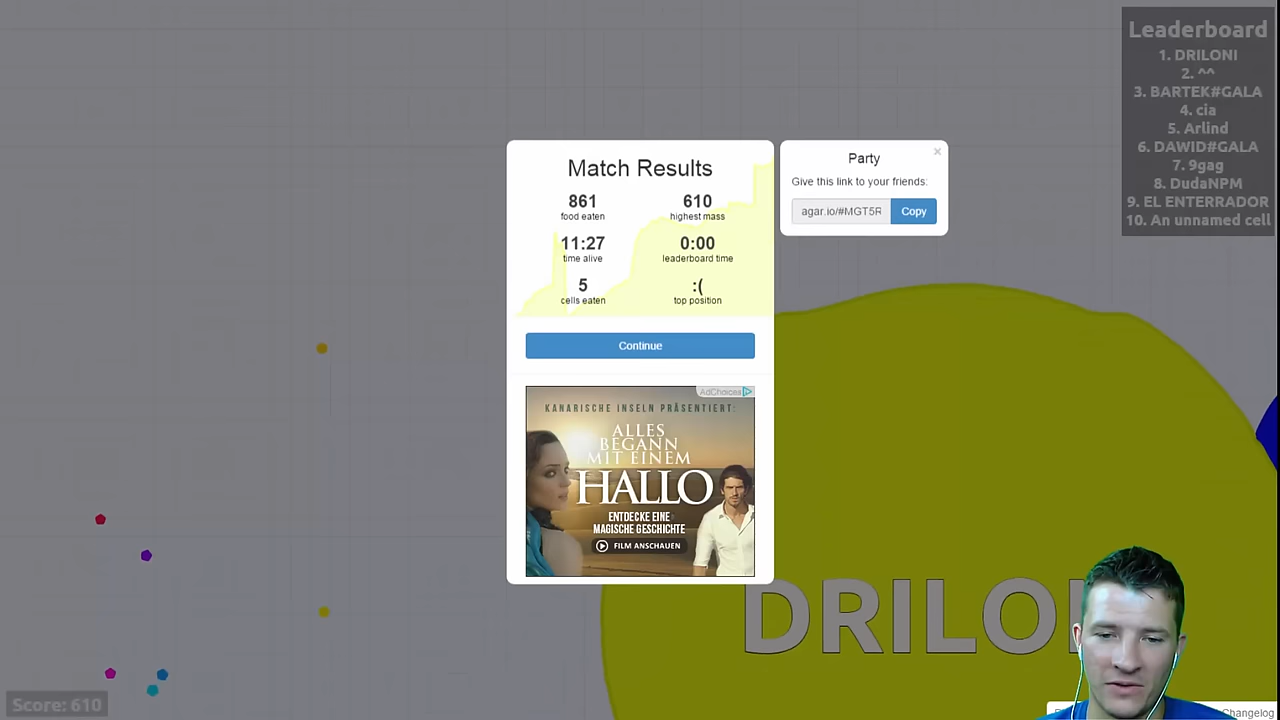 Leaderboard
1. DRILONI
2. ^^
3. BARTEK#GALA
4. cia
5. Arlind
6. DAWID#GALA
7. 9gag
8. DudaNPM
9. EL ENTERRADOR
10. An unnamed cell
Match Results
861
food eaten
610
highest mass
11:27
time alive
0:00
leaderboard time
5
cells eaten
:(
top position
Continue
Party
×
Give this link to your friends:
agar.io/#MGT5R
Copy
AdChoices
KANARISCHE INSELN PRÄSENTIERT:
ALLES
BEGANN
MIT EINEM
HALLO
ENTDECKE EINE
MAGISCHE GESCHICHTE
FILM ANSCHAUEN
DRILON
Score: 610
Changelog